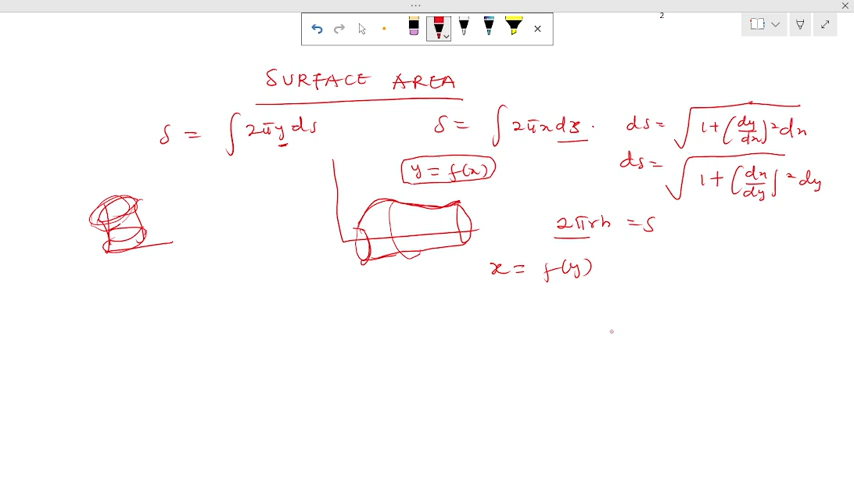 2
SURFACE AREA
S = ∫ 2πy ds
S = ∫ 2πx ds .
ds = √(1 + (dy/dx)² dx
ds = √(1 + (dx/dy)² dy
y = f(x)
2πrh = S
x = f(y)